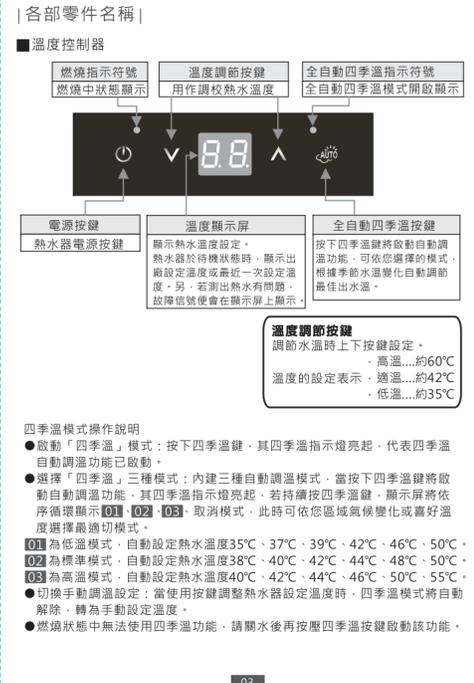 |各部零件名稱|
■溫度控制器
燃燒指示符號
燃燒中狀態顯示
溫度調節按鍵
用作調校熱水溫度
全自動四季溫指示符號
全自動四季溫模式開啟顯示
8.8.
AUTO
電源按鍵
熱水器電源按鍵
溫度顯示屏
顯示熱水溫度設定。
熱水器於待機狀態時，顯示出
廠設定溫度或最近一次設定溫
度。另，若測出熱水有問題，
故障信號便會在顯示屏上顯示。
全自動四季溫按鍵
按下四季溫鍵將啟動自動調
溫功能，可依您選擇的模式，
根據季節水溫變化自動調節
最佳出水溫。
溫度調節按鍵
調節水溫時上下按鍵設定。
．高溫....約60℃
溫度的設定表示．適溫....約42℃
．低溫....約35℃
四季溫模式操作說明
●啟動「四季溫」模式：按下四季溫鍵，其四季溫指示燈亮起，代表四季溫
自動調溫功能已啟動。
●選擇「四季溫」三種模式：內建三種自動調溫模式，當按下四季溫鍵將啟
動自動調溫功能，其四季溫指示燈亮起，若持續按四季溫鍵，顯示屏將依
序循環顯示01、02、03、取消模式，此時可依您區域氣候變化或喜好溫
度選擇最適切模式。
01為低溫模式，自動設定熱水溫度35℃、37℃、39℃、42℃、46℃、50℃。
02為標準模式，自動設定熱水溫度38℃、40℃、42℃、44℃、48℃、50℃。
03為高溫模式，自動設定熱水溫度40℃、42℃、44℃、46℃、50℃、55℃。
●切換手動調溫設定：當使用按鍵調整熱水器設定溫度時，四季溫模式將自動
解除，轉為手動設定溫度。
●燃燒狀態中無法使用四季溫功能，請關水後再按壓四季溫按鍵啟動該功能。
03